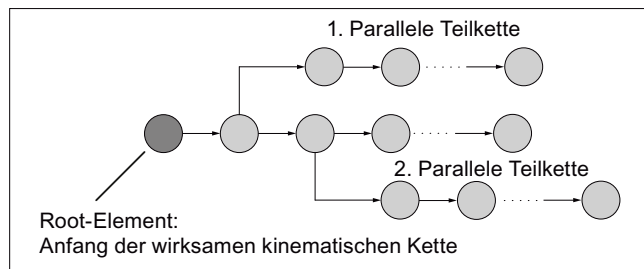 1. Parallele Teilkette
2. Parallele Teilkette
Root-Element:
Anfang der wirksamen kinematischen Kette